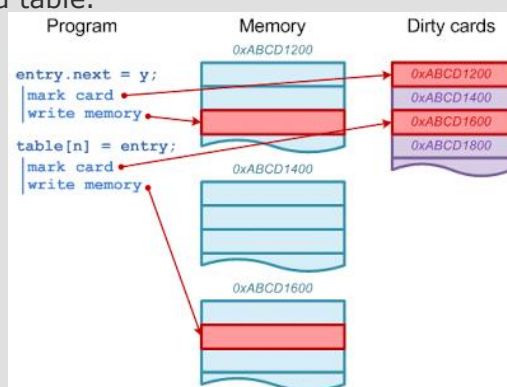 d table.
Program
Memory
Dirty cards
entry.next = y;
mark card
write memory
table[n] = entry;
mark card
write memory
0xABCD1200
0xABCD1400
0xABCD1600
0xABCD1200
0xABCD1400
0xABCD1600
0xABCD1800